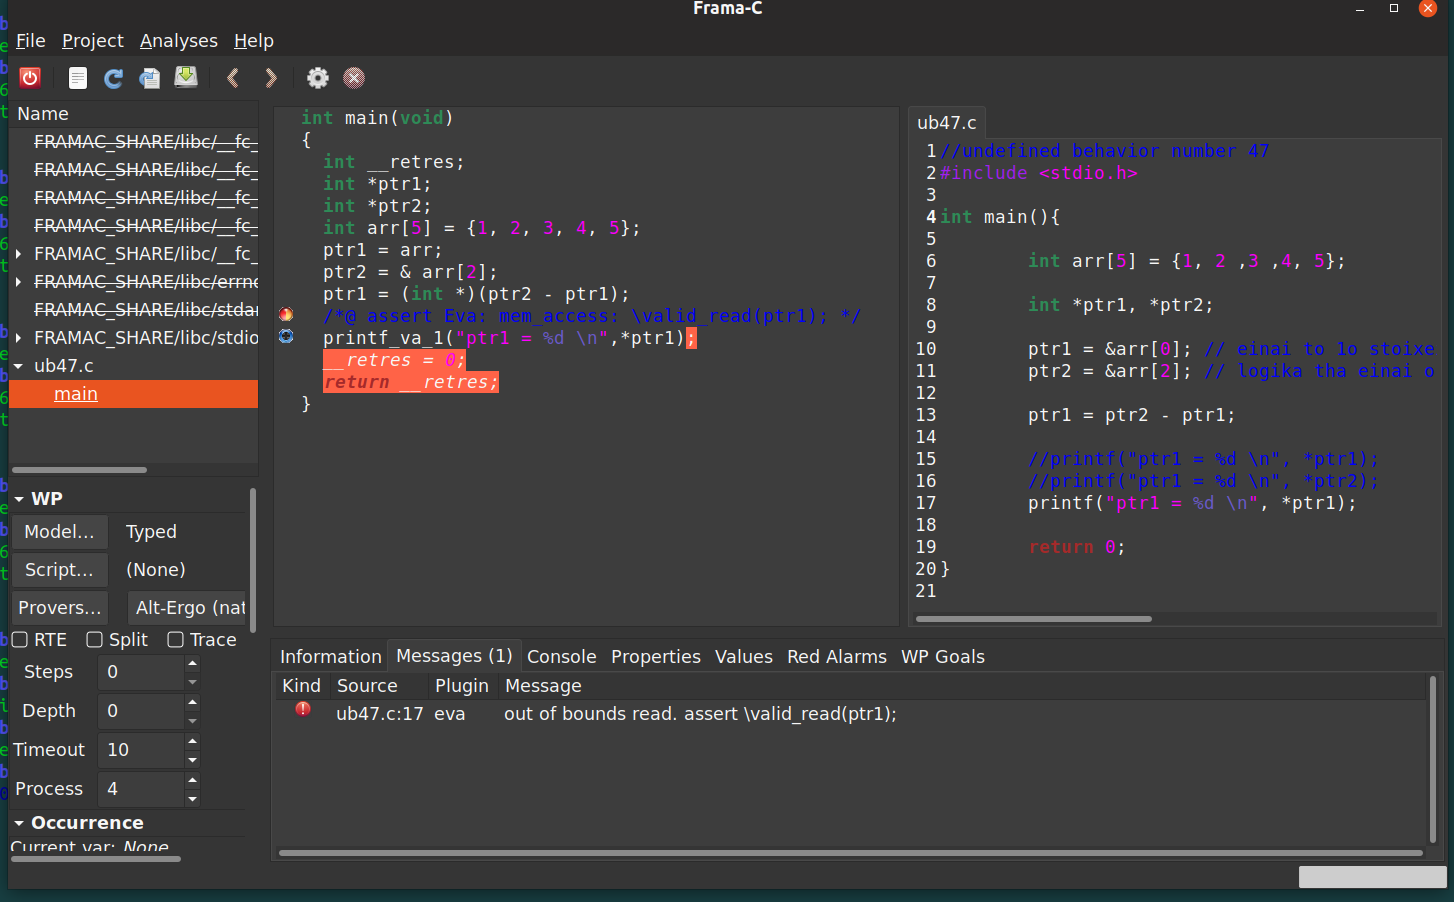 Frama-C
File Project Analyses Help
Name
FRAMAC_SHARE/libc/__fc_
FRAMAC_SHARE/libc/__fc_
FRAMAC_SHARE/libc/__fc_
FRAMAC_SHARE/libc/__fc_
FRAMAC_SHARE/libc/__fc_
FRAMAC_SHARE/libc/errno
FRAMAC_SHARE/libc/stdar
FRAMAC_SHARE/libc/stdio
ub47.c
main
WP
Model... Typed
Script... (None)
Provers... Alt-Ergo (nat
RTE Split Trace
Steps 0
Depth 0
Timeout 10
Process 4
Occurrence
Current var: None
int main(void)
{
int __retres;
int *ptr1;
int *ptr2;
int arr[5] = {1, 2, 3, 4, 5};
ptr1 = arr;
ptr2 = & arr[2];
ptr1 = (int *)(ptr2 - ptr1);
/*@ assert Eva: mem_access: \valid_read(ptr1); */
printf_va_1("ptr1 = %d \n",*ptr1);
__retres = 0;
return __retres;
}
ub47.c
1 //undefined behavior number 47
2 #include <stdio.h>
3
4 int main(){
5
6 int arr[5] = {1, 2 ,3 ,4, 5};
7
8 int *ptr1, *ptr2;
9
10 ptr1 = &arr[0]; // einai to 1o stoixe
11 ptr2 = &arr[2]; // logika tha einai o
12
13 ptr1 = ptr2 - ptr1;
14
15 //printf("ptr1 = %d \n", *ptr1);
16 //printf("ptr1 = %d \n", *ptr2);
17 printf("ptr1 = %d \n", *ptr1);
18
19 return 0;
20 }
21
Information Messages (1) Console Properties Values Red Alarms WP Goals
Kind Source Plugin Message
ub47.c:17 eva out of bounds read. assert \valid_read(ptr1);